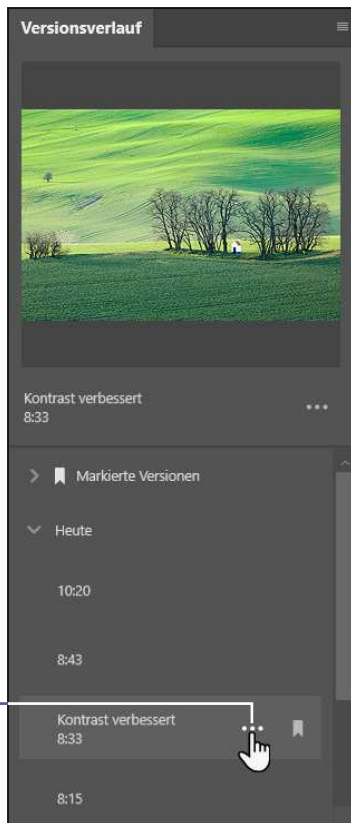 Versionsverlauf
Kontrast verbessert
8:33
Markierte Versionen
Heute
10:20
8:43
Kontrast verbessert
8:33
8:15